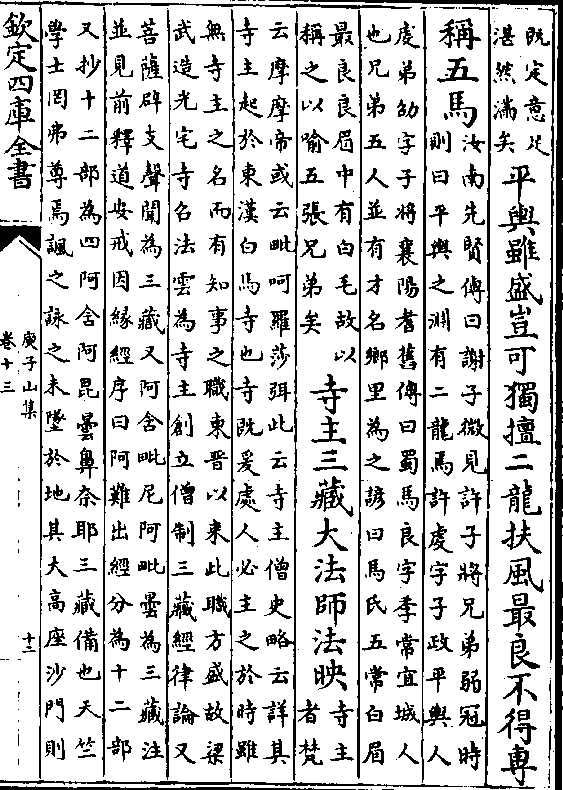 既定意足
湛然滿矣
平輿雖盛豈可獨擅二龍扶風最良不得專
稱五馬
汝南先賢傳曰謝子微見許子將兄弟弱冠時
則曰平輿之淵有二龍焉許虔字子政平輿人
虔弟劭字子將襄陽耆舊傳曰蜀馬良字季常宜城人
也兄弟五人並有才名鄉里為之諺曰馬氏五常白眉
最良良眉中有白毛故以
稱之以喻五張兄弟矣
寺主三藏大法師法映
寺主
者梵
云摩摩帝或云毗呵羅莎弭此云寺主僧史略云詳其
寺主起於東漢白馬寺也寺既爰處人必主之於時雖
無寺主之名而有知事之職東晉以來此職方盛故梁
武造光宅寺召法雲為寺主創立僧制三藏經律論又
菩薩辟支聲聞為三藏又阿含毗尼阿毗曇為三藏注
並見前釋道安戒因緣經序曰阿難出經分為十二部
又抄十二部為四阿含阿毘曇鼻奈耶三藏備也天竺
學士罔弗尊焉諷之詠之未墜於地其大高座沙門則
欽定四庫全書
庾子山集
卷十三
十二